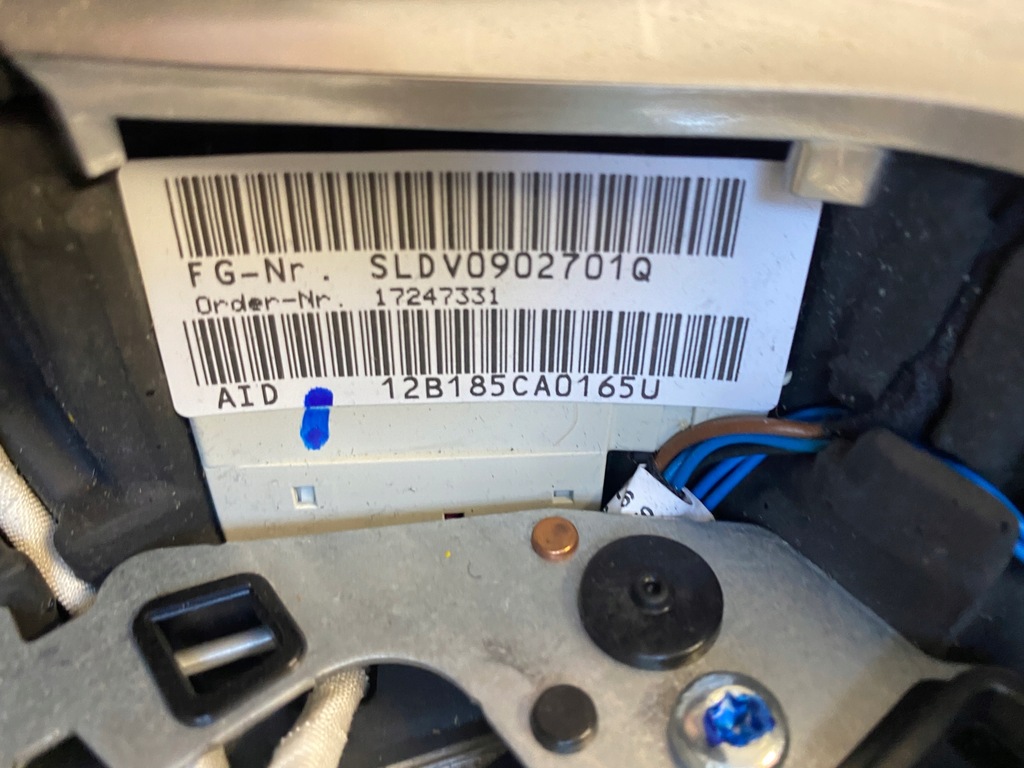 FG-Nr. SLDV0902701Q
Order-Nr. 17247331
AID 12B185CA0165U